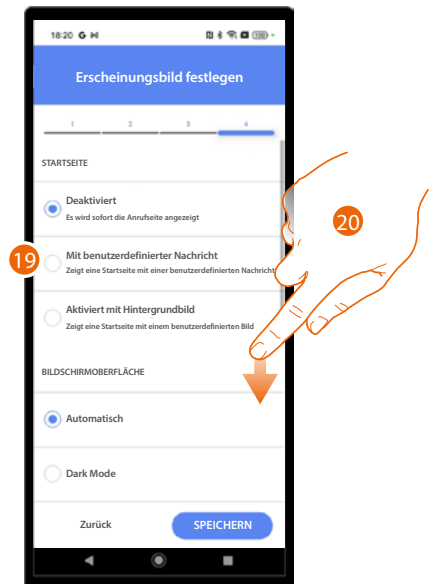 18:20 G
100
Erscheinungsbild festlegen
1 2 3 4
STARTSEITE
Deaktiviert
Es wird sofort die Anrufseite angezeigt
20
19
Mit benutzerdefinierter Nachricht
Zeigt eine Startseite mit einer benutzerdefinierten Nachricht
Aktiviert mit Hintergrundbild
Zeigt eine Startseite mit einem benutzerdefinierten Bild
BILDSCHIRMOBERFLÄCHE
Automatisch
Dark Mode
Zurück
SPEICHERN